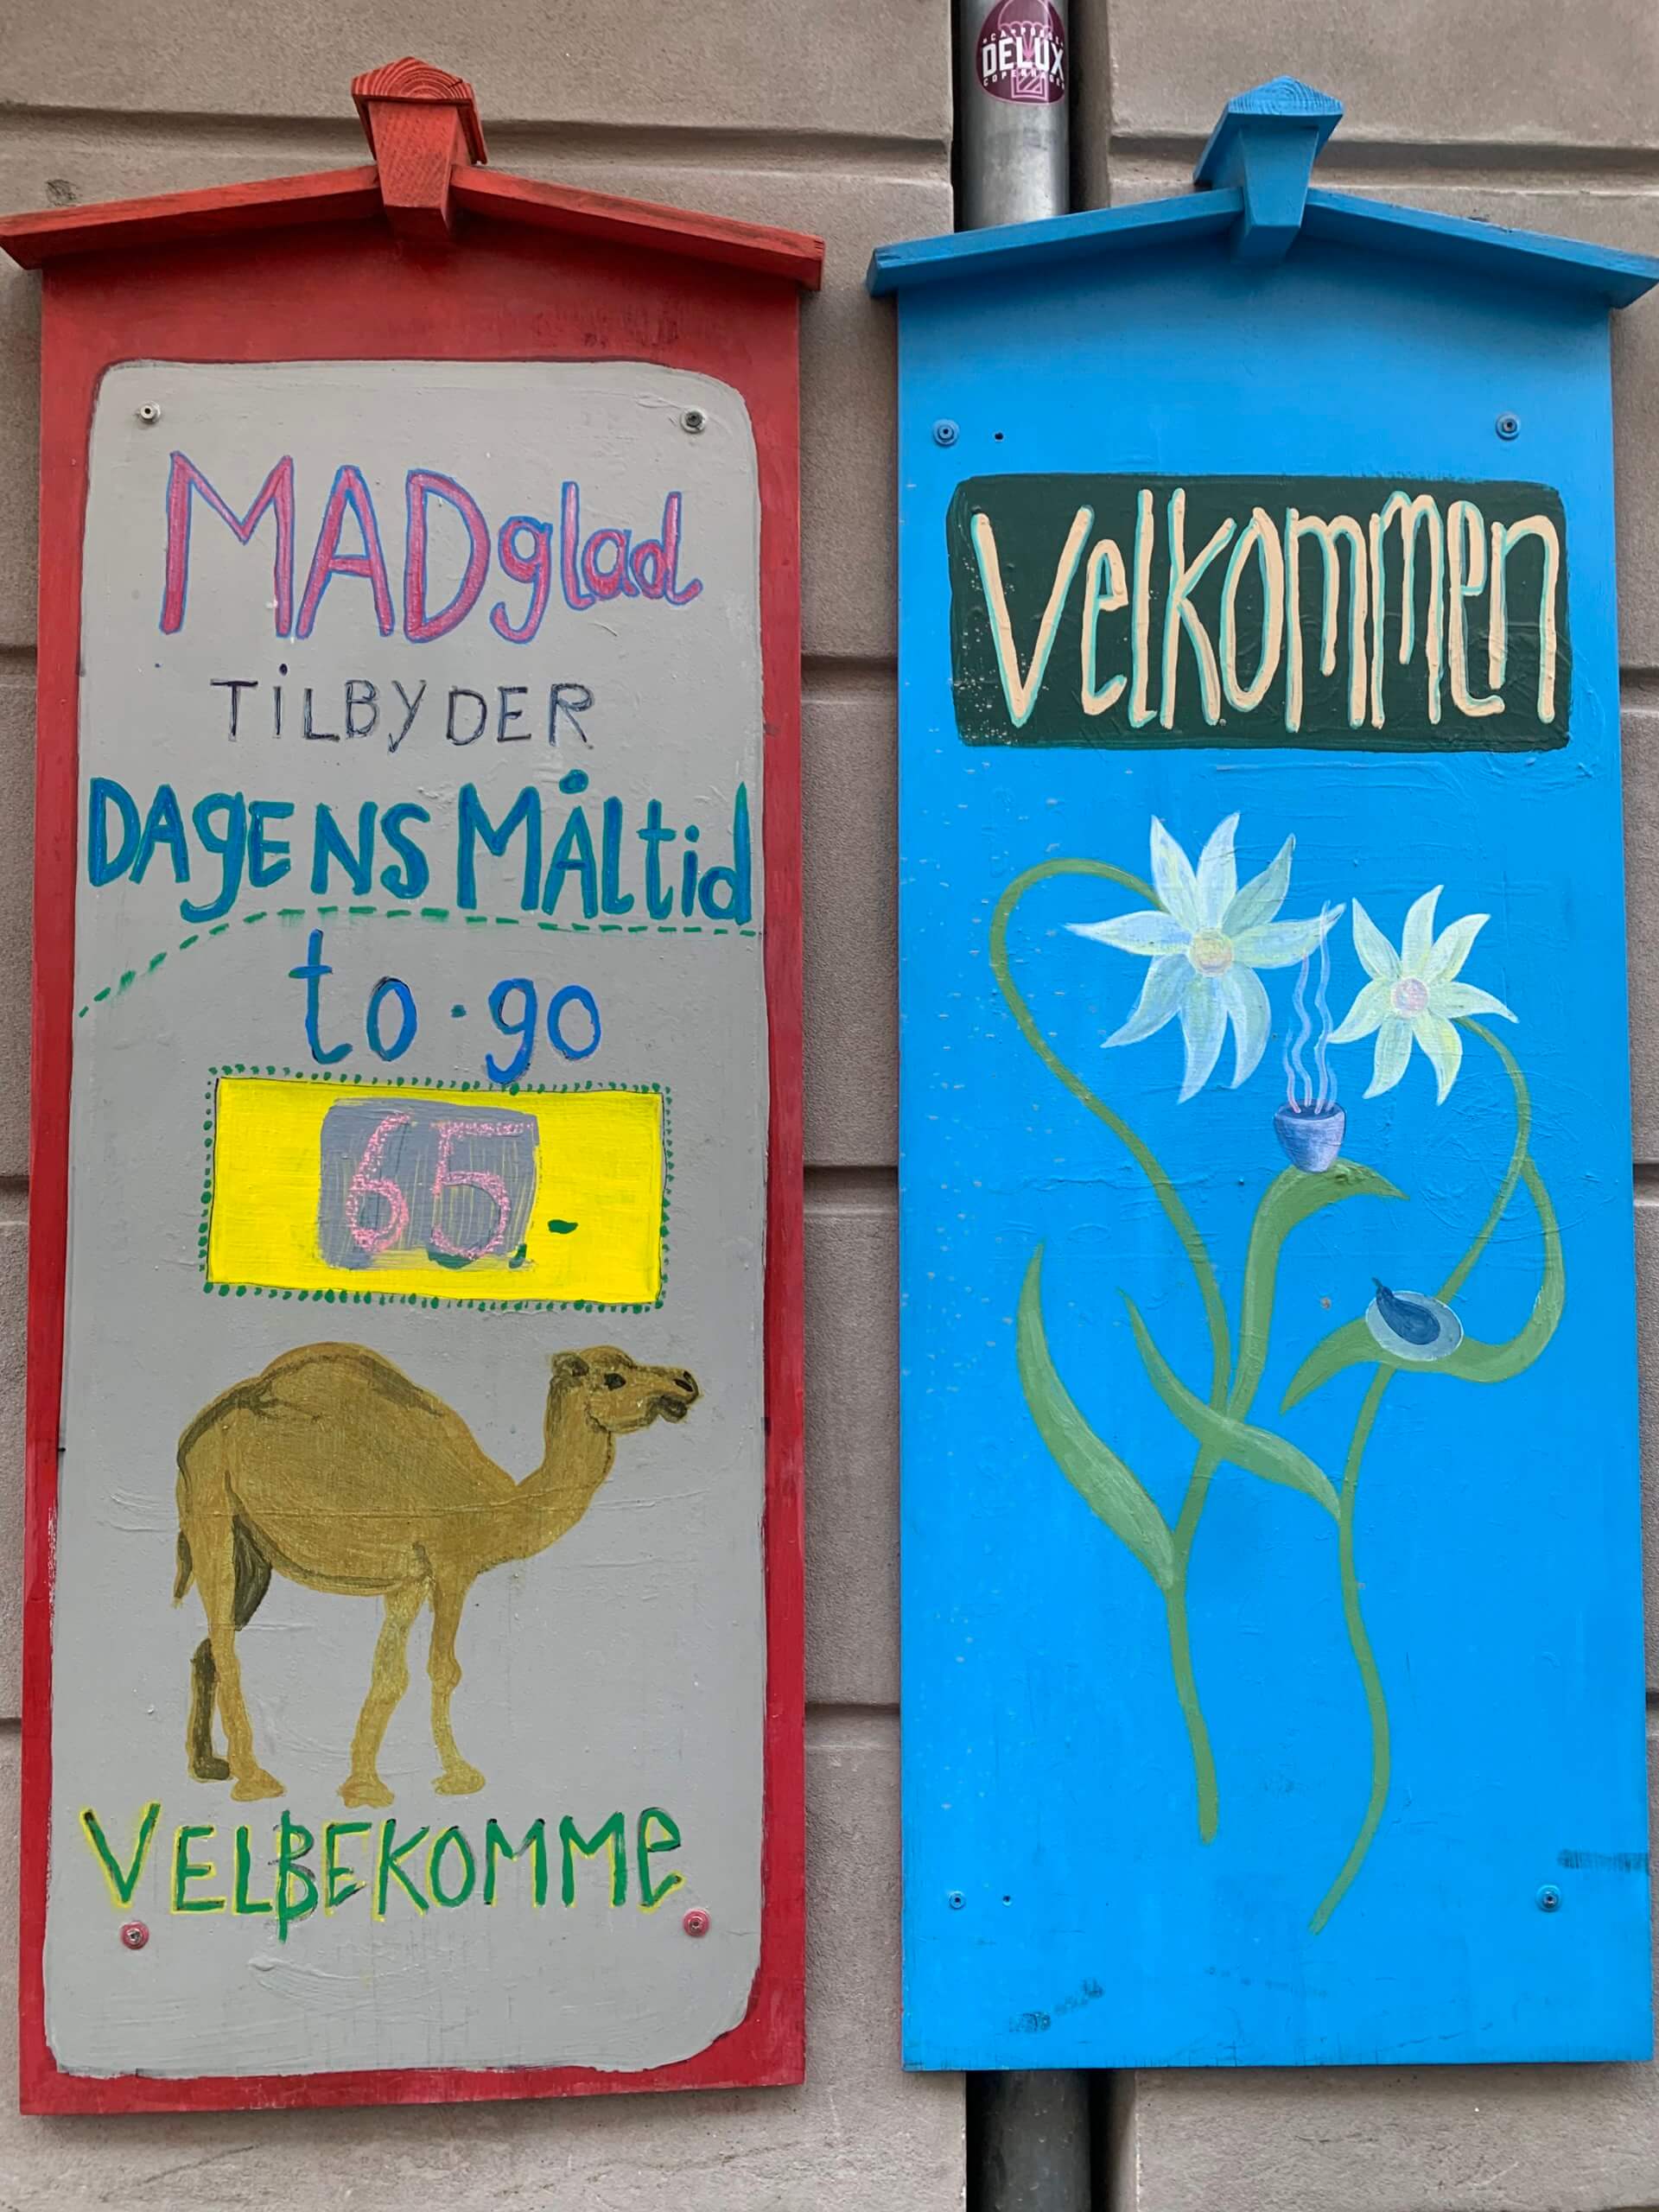 MADglad
TILBYDER
DAGENS MÅltid
to·go
65.-
VELBEKOMMe
Velkommen
DELUX